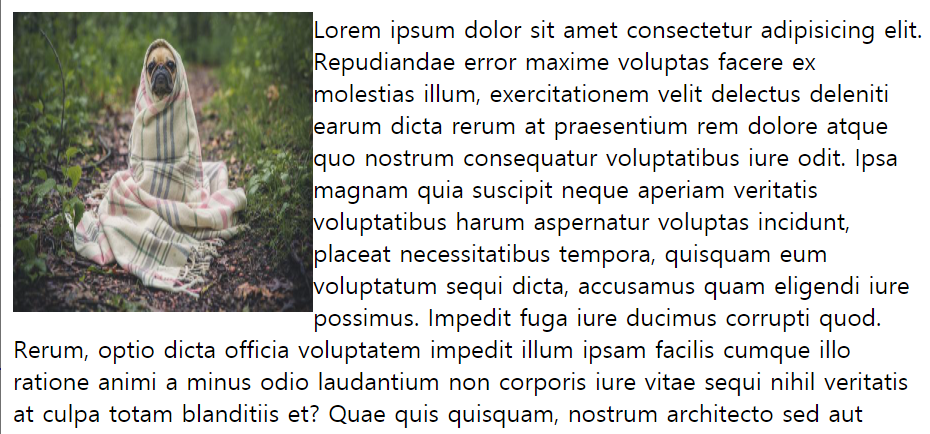 Lorem ipsum dolor sit amet consectetur adipisicing elit.
Repudiandae error maxime voluptas facere ex
molestias illum, exercitationem velit delectus deleniti
earum dicta rerum at praesentium rem dolore atque
quo nostrum consequatur voluptatibus iure odit. Ipsa
magnam quia suscipit neque aperiam veritatis
voluptatibus harum aspernatur voluptas incidunt,
placeat necessitatibus tempora, quisquam eum
voluptatum sequi dicta, accusamus quam eligendi iure
possimus. Impedit fuga iure ducimus corrupti quod.
Rerum, optio dicta officia voluptatem impedit illum ipsam facilis cumque illo
ratione animi a minus odio laudantium non corporis iure vitae sequi nihil veritatis
at culpa totam blanditiis et? Quae quis quisquam, nostrum architecto sed aut